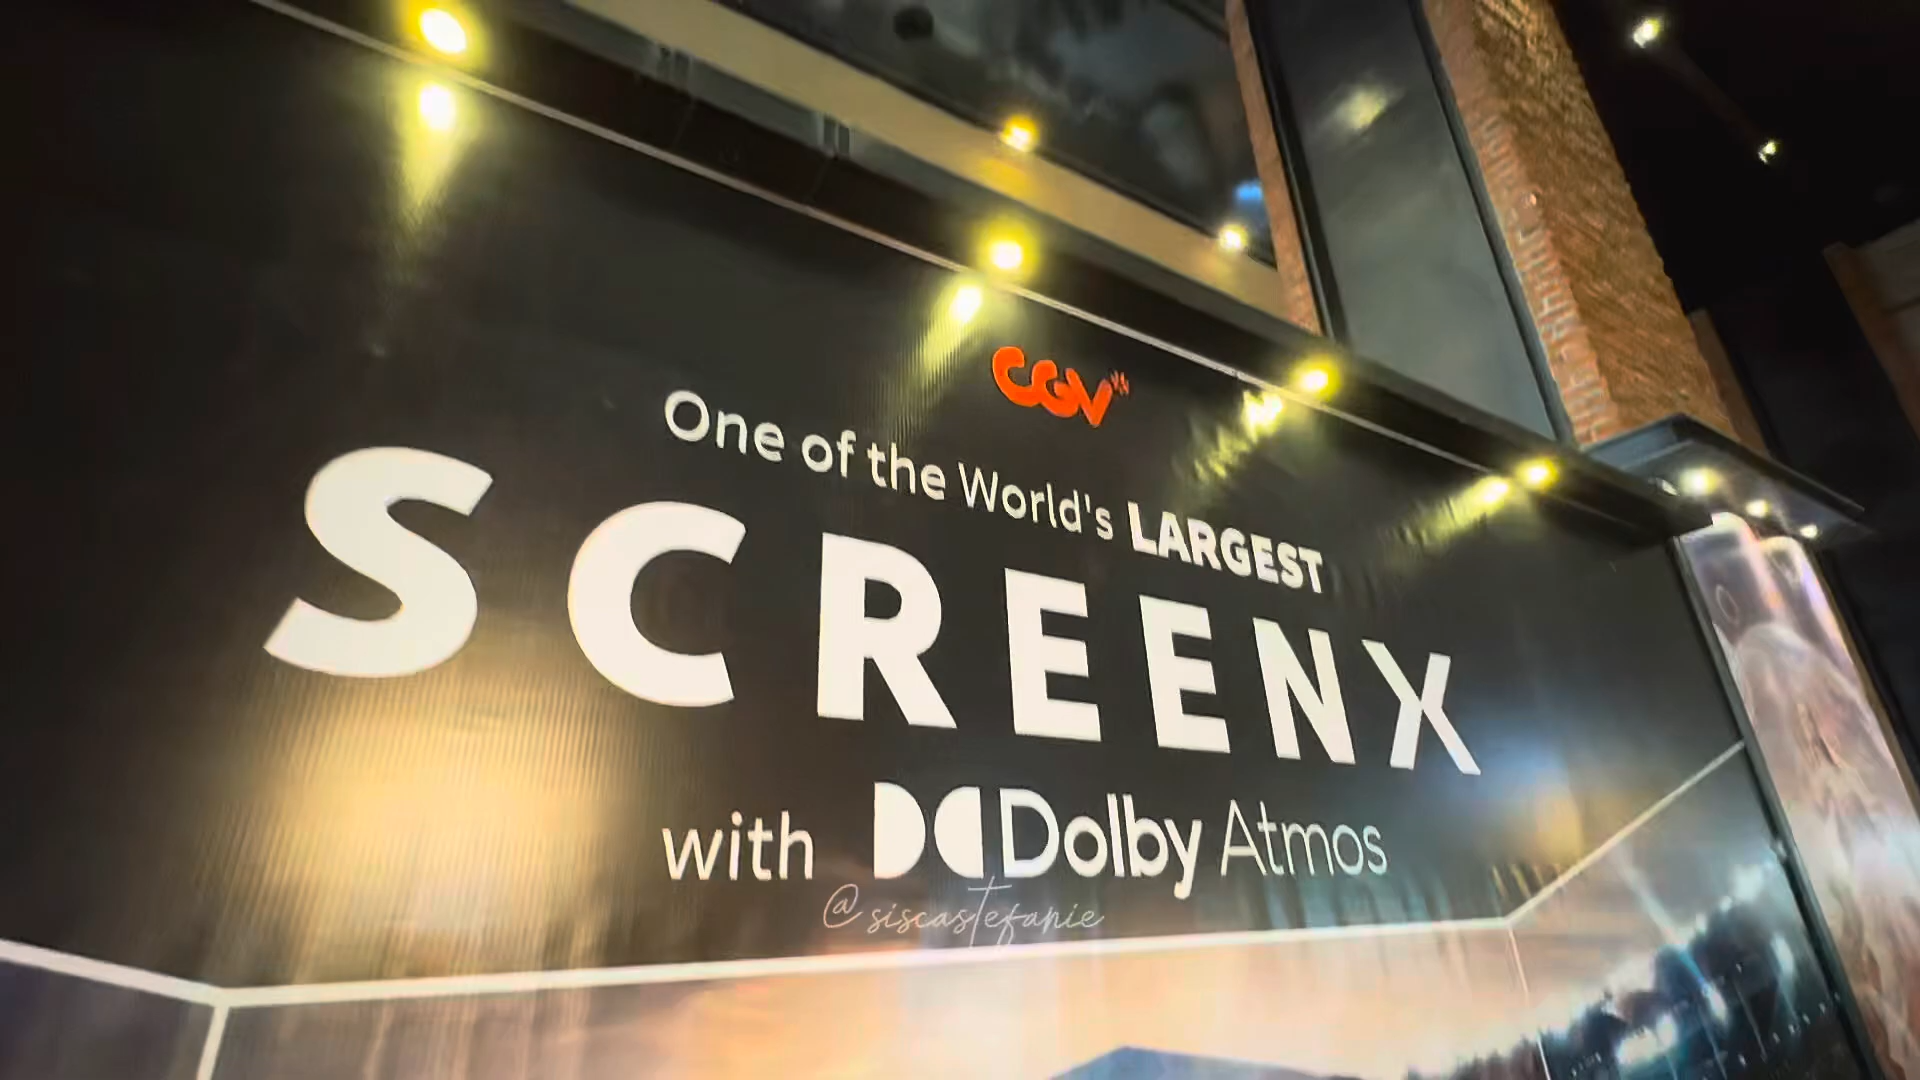 CGV
One of the World's LARGEST
SCREENX
with Dolby Atmos
@siscastefanie